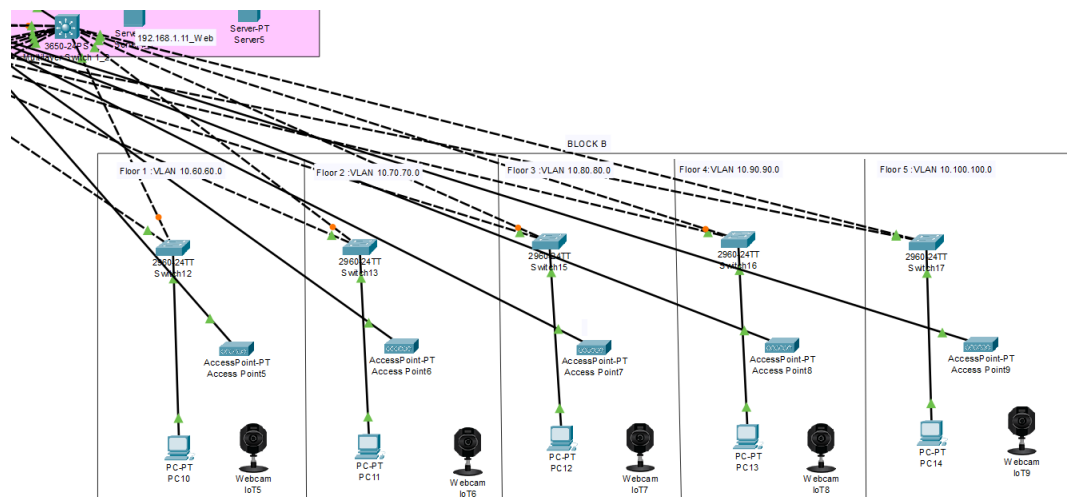 Server-PT
Server5
192.168.1.11_Web
3650-24PS
BLOCK B
Floor 1 :VLAN 10.60.60.0
Floor 2 :VLAN 10.70.70.0
Floor 3 :VLAN 10.80.80.0
Floor 4:VLAN 10.90.90.0
Floor 5 :VLAN 10.100.100.0
2960-24TT
Switch12
2960-24TT
Switch13
2960-24TT
Switch15
2960-24TT
Switch16
2960-24TT
Switch17
AccessPoint-PT
Access Point5
AccessPoint-PT
Access Point6
AccessPoint-PT
Access Point7
AccessPoint-PT
Access Point8
AccessPoint-PT
Access Point9
PC-PT
PC10
Webcam
IoT5
PC-PT
PC11
Webcam
IoT6
PC-PT
PC12
Webcam
IoT7
PC-PT
PC13
Webcam
IoT8
PC-PT
PC14
Webcam
IoT9